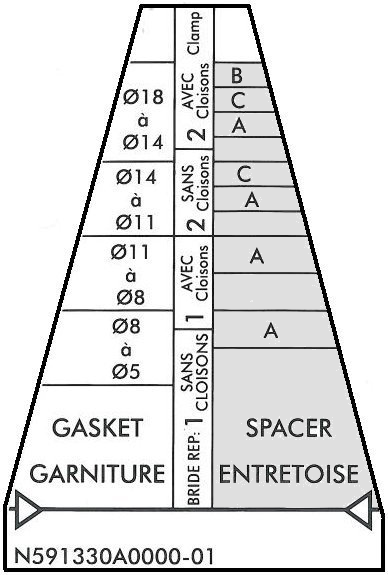 Clamp
2 AVEC Cloisons
2 SANS Cloisons
1 AVEC Cloisons
BRIDE REP: 1 SANS CLOISONS
Ø18
à
Ø14
Ø14
à
Ø11
Ø11
à
Ø8
Ø8
à
Ø5
B
C
A
C
A
A
A
GASKET
GARNITURE
SPACER
ENTRETOISE
N591330A0000-01